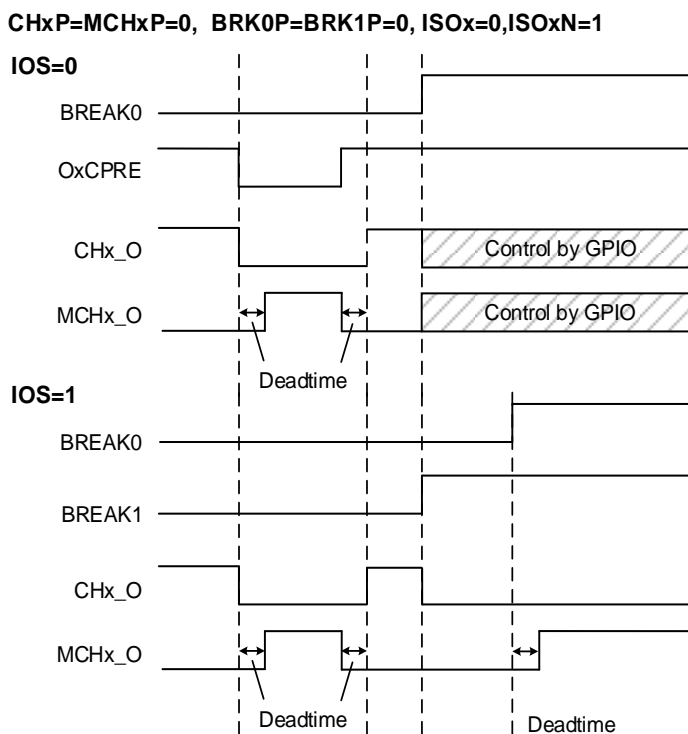 CHxP=MCHxP=0, BRK0P=BRK1P=0, ISOx=0,ISOxN=1
IOS=0
BREAK0
OxCPRE
CHx_O
Control by GPIO
MCHx_O
Control by GPIO
Deadtime
IOS=1
BREAK0
BREAK1
CHx_O
MCHx_O
Deadtime
Deadtime